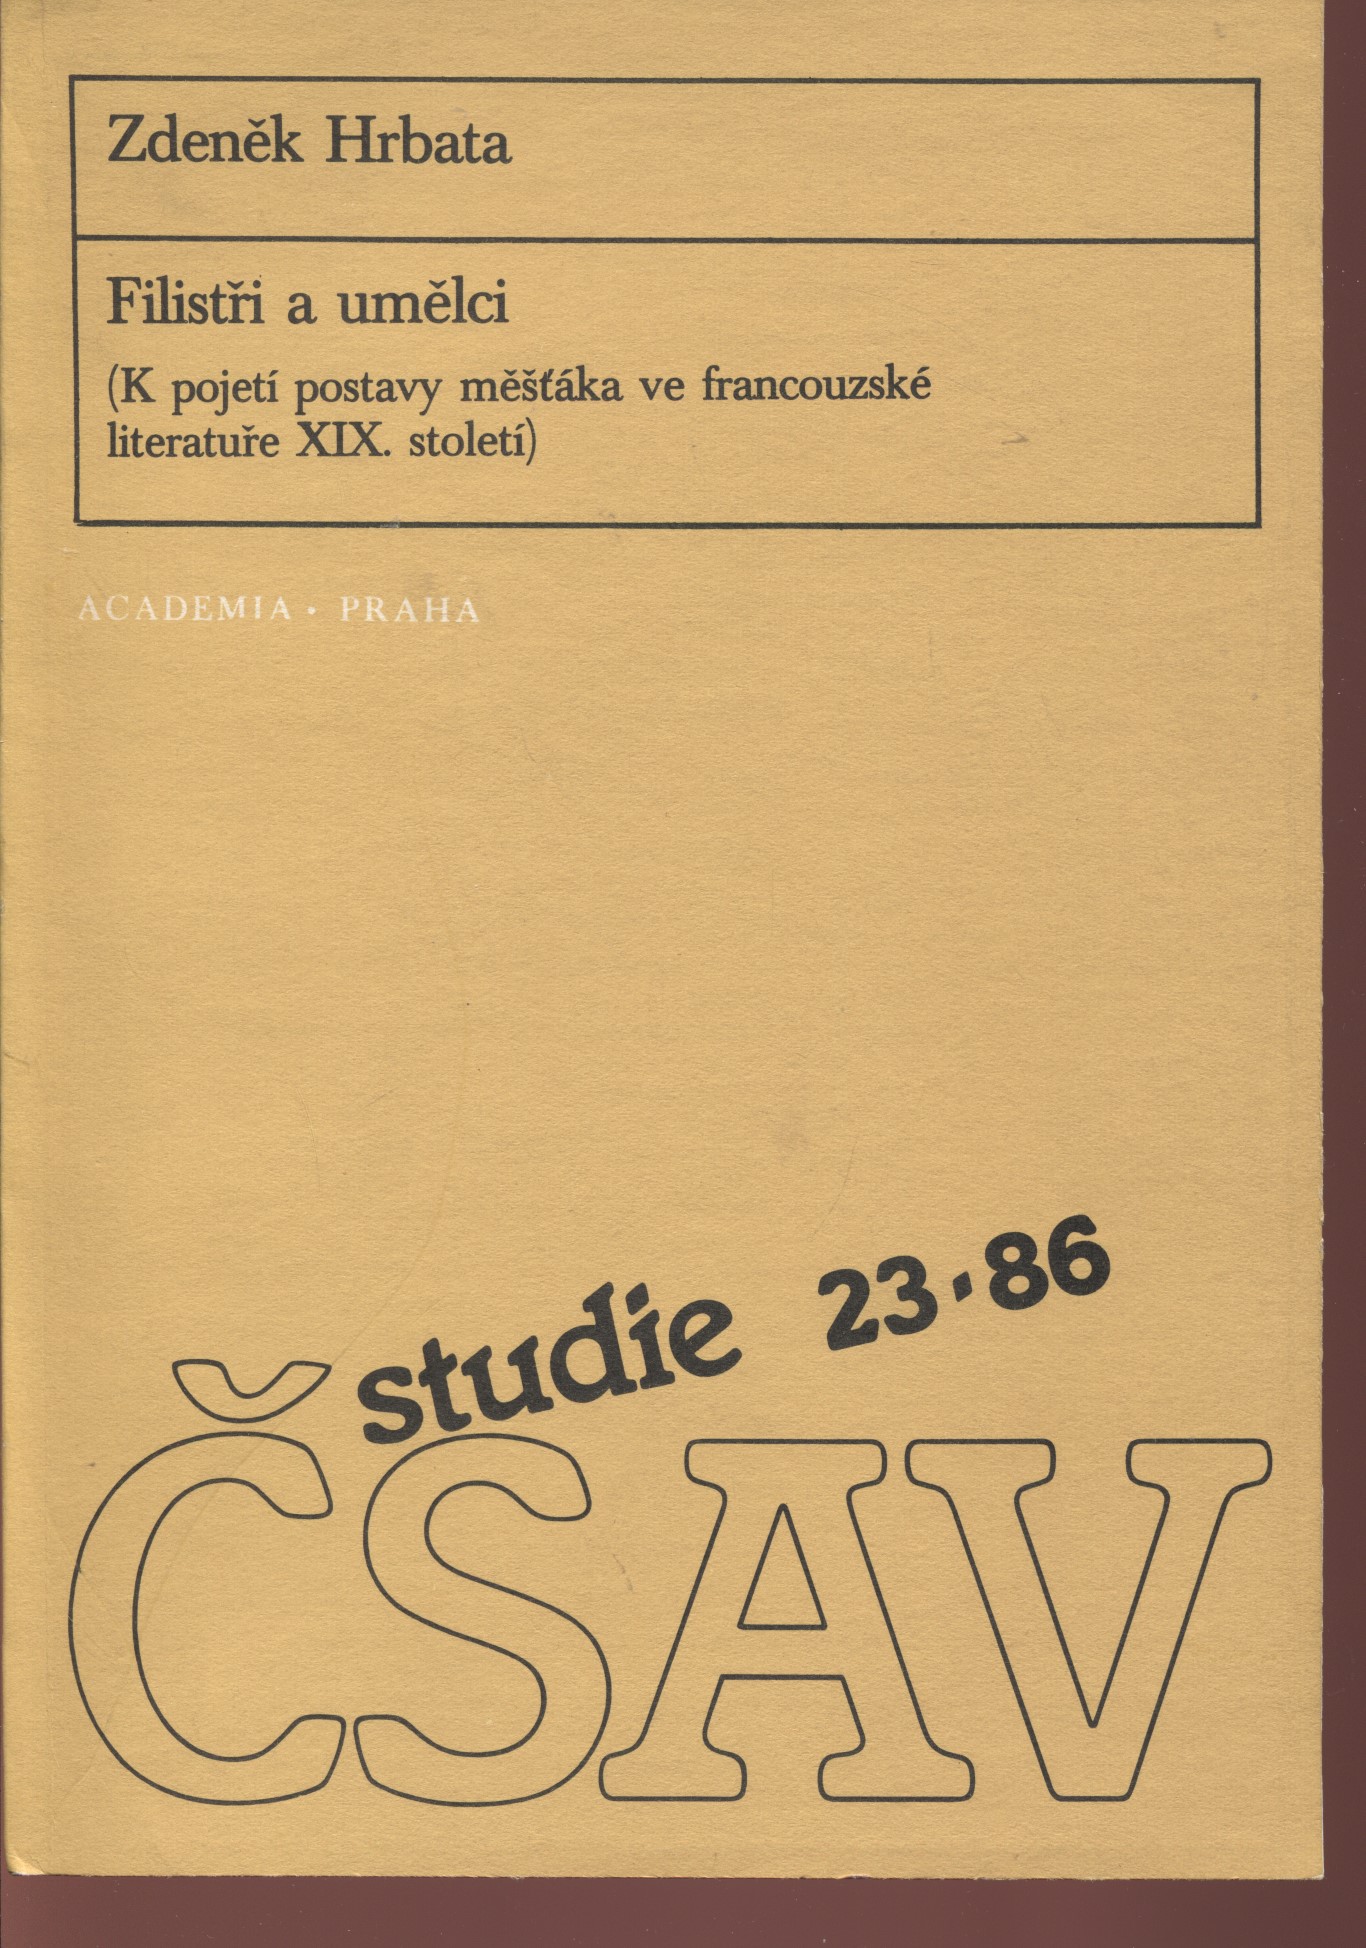 Zdeněk Hrbata
Filistři a umělci
(K pojetí postavy měšťáka ve francouzské
literatuře XIX. století)
ACADEMIA · PRAHA
studie 23·86
ČSAV